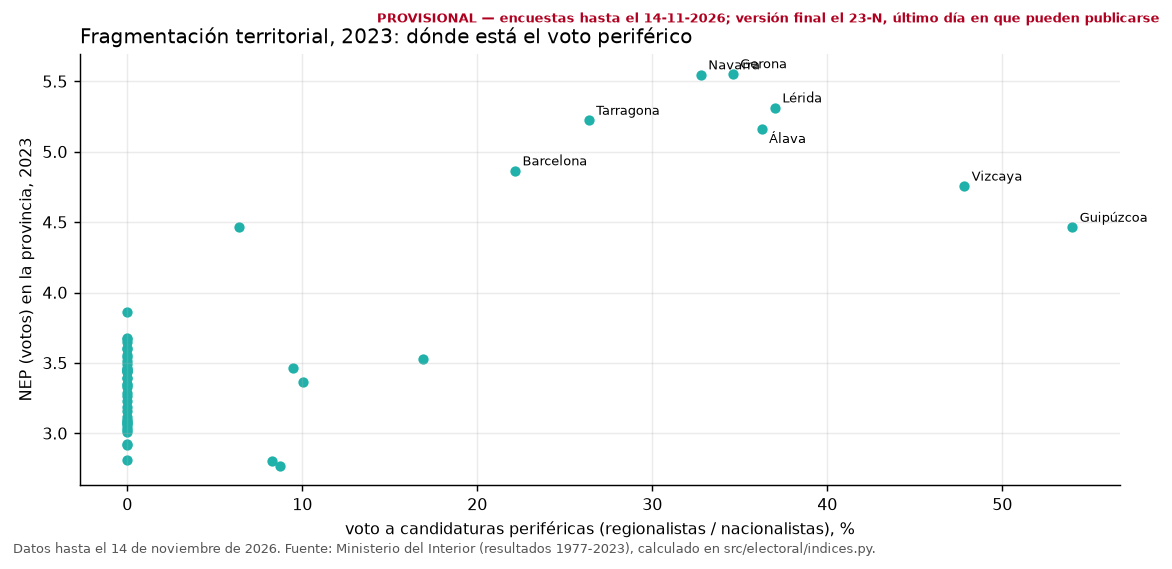 PROVISIONAL — encuestas hasta el 14-11-2026; versión final el 23-N, último día en que pueden publicarse
Fragmentación territorial, 2023: dónde está el voto periférico
NEP (votos) en la provincia, 2023
5.5
5.0
4.5
4.0
3.5
3.0
Navarra
Gerona
Lérida
Tarragona
Álava
Barcelona
Vizcaya
Guipúzcoa
0
10
20
30
40
50
voto a candidaturas periféricas (regionalistas / nacionalistas), %
Datos hasta el 14 de noviembre de 2026. Fuente: Ministerio del Interior (resultados 1977-2023), calculado en src/electoral/indices.py.